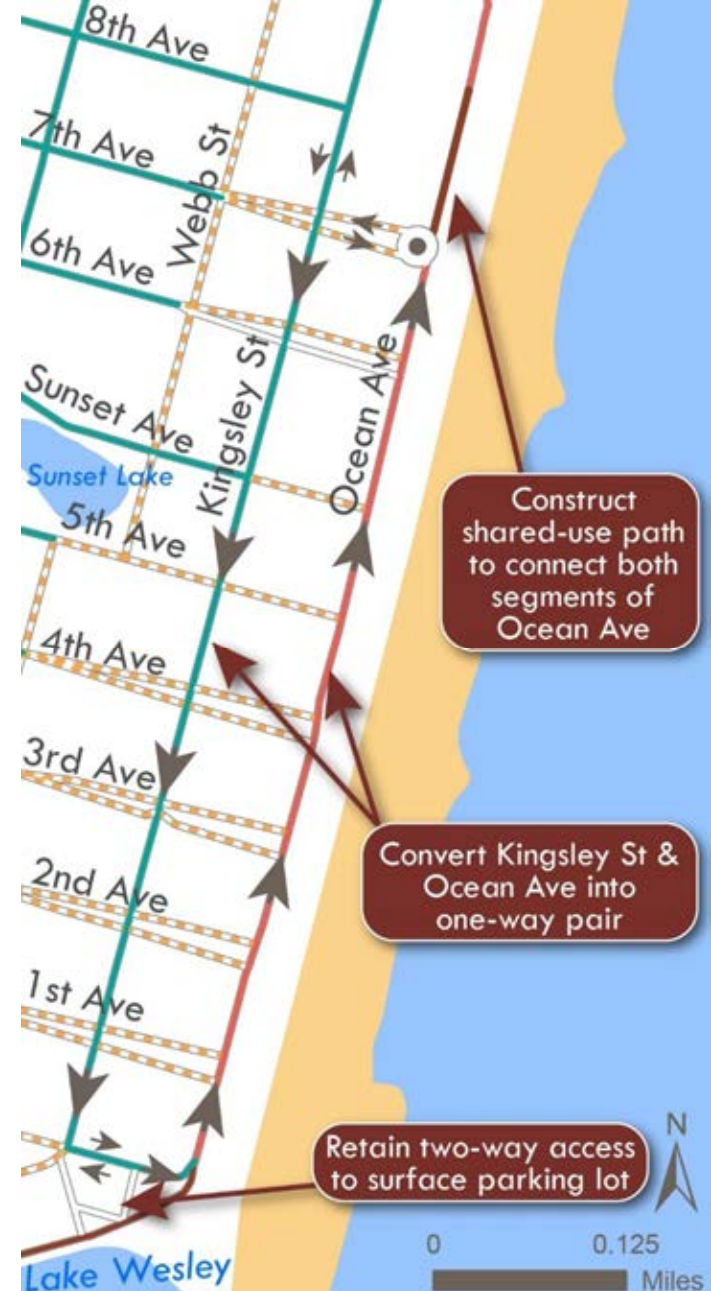 8th Ave
7th Ave
Webb St
6th Ave
Kingsley St
Ocean Ave
Sunset Ave
Sunset Lake
5th Ave
Construct
shared-use path
to connect both
segments of
Ocean Ave
4th Ave
3rd Ave
Convert Kingsley St &
Ocean Ave into
one-way pair
2nd Ave
1st Ave
Retain two-way access
to surface parking lot
N
0 0.125
Miles
Lake Wesley